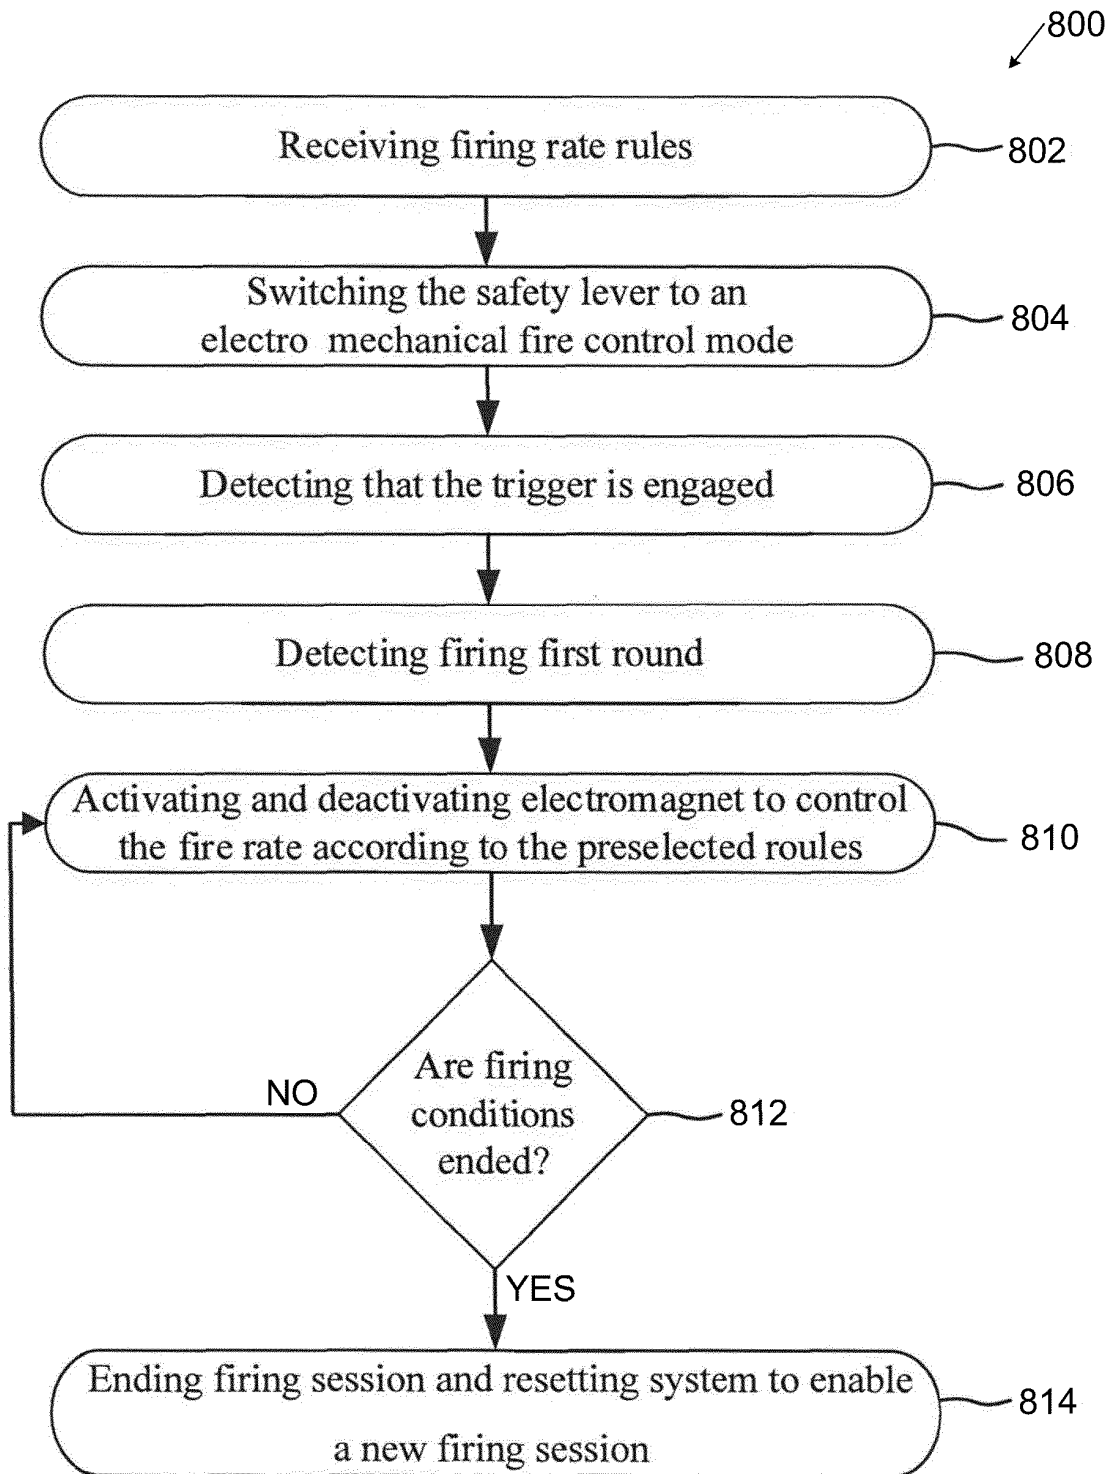 800
Receiving firing rate rules
802
Switching the safety lever to an
electro mechanical fire control mode
804
Detecting that the trigger is engaged
806
Detecting firing first round
808
Activating and deactivating electromagnet to control
the fire rate according to the preselected roules
810
Are firing
conditions
ended?
812
NO
YES
Ending firing session and resetting system to enable
a new firing session
814